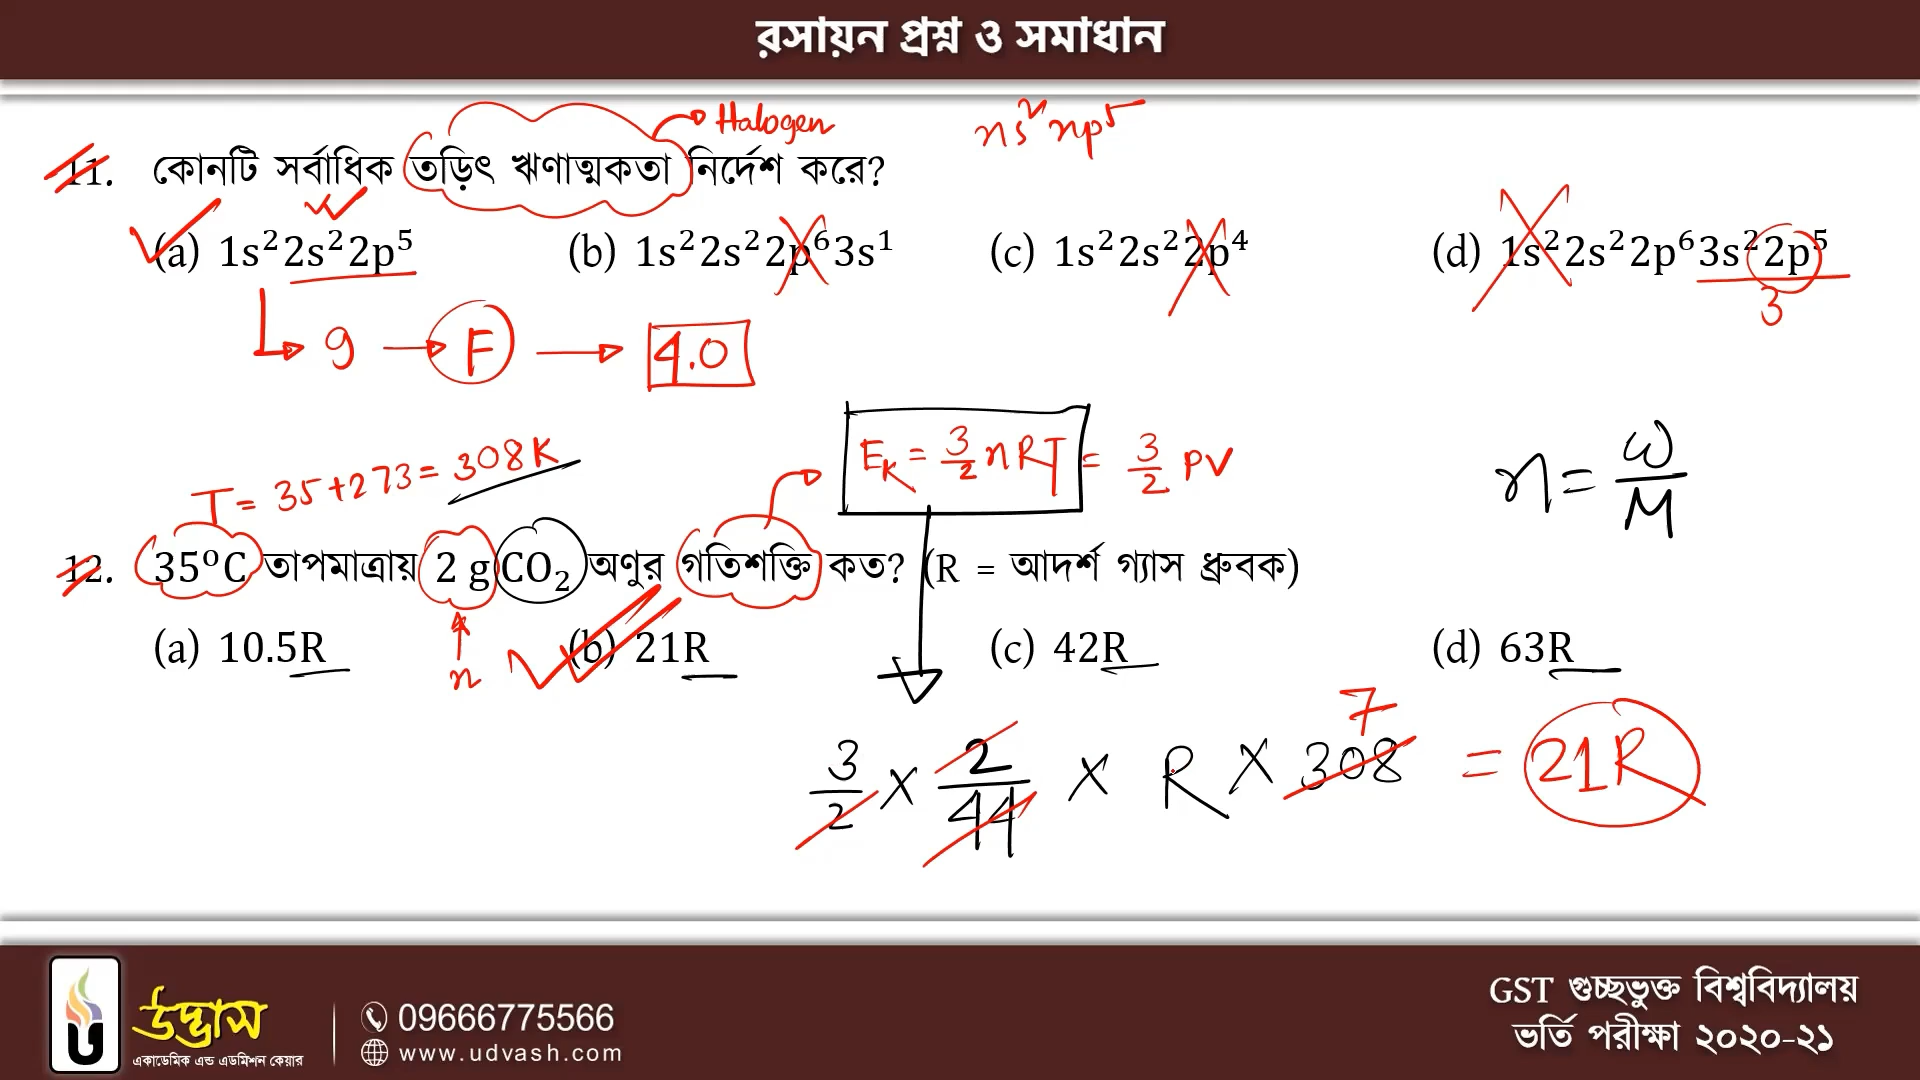 রসায়ন প্রশ্ন ও সমাধান
Halogen
ns² np⁵
11. কোনটি সর্বাধিক তড়িৎ ঋণাত্মকতা নির্দেশ করে?
(a) 1s²2s²2p⁵ (b) 1s²2s²2p⁶3s¹ (c) 1s²2s²2p⁴ (d) 1s²2s²2p⁶3s²2p⁵
3
9 → F → 4.0
T = 35+273 = 308K
E_K = 3/2 nRT = 3/2 PV
n = ω/M
12. 35⁰C তাপমাত্রায় 2 g CO₂ অণুর গতিশক্তি কত? (R = আদর্শ গ্যাস ধ্রুবক)
n
(a) 10.5R (b) 21R (c) 42R (d) 63R
7
3/2 × 2/44 × R × 308 = 21R
U
উদ্ভাস
একাডেমিক এন্ড এডমিশন কেয়ার
09666775566
www.udvash.com
GST গুচ্ছভুক্ত বিশ্ববিদ্যালয়
ভর্তি পরীক্ষা ২০২০-২১